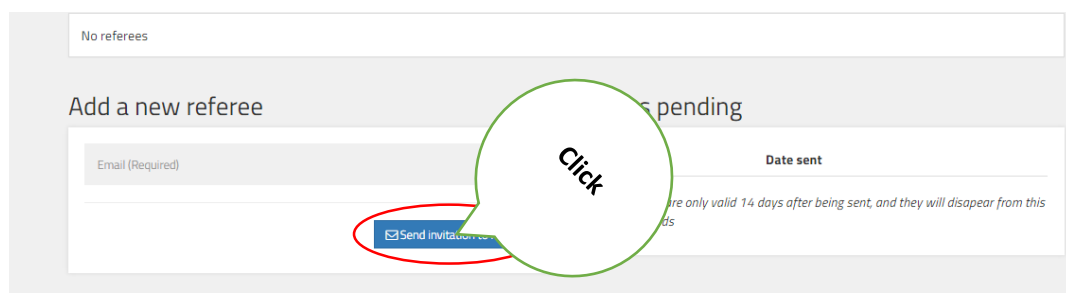 No referees
Add a new referee
pending
Email (Required)
Click
Date sent
are only valid 14 days after being sent, and they will disapear from this
Send invitation to